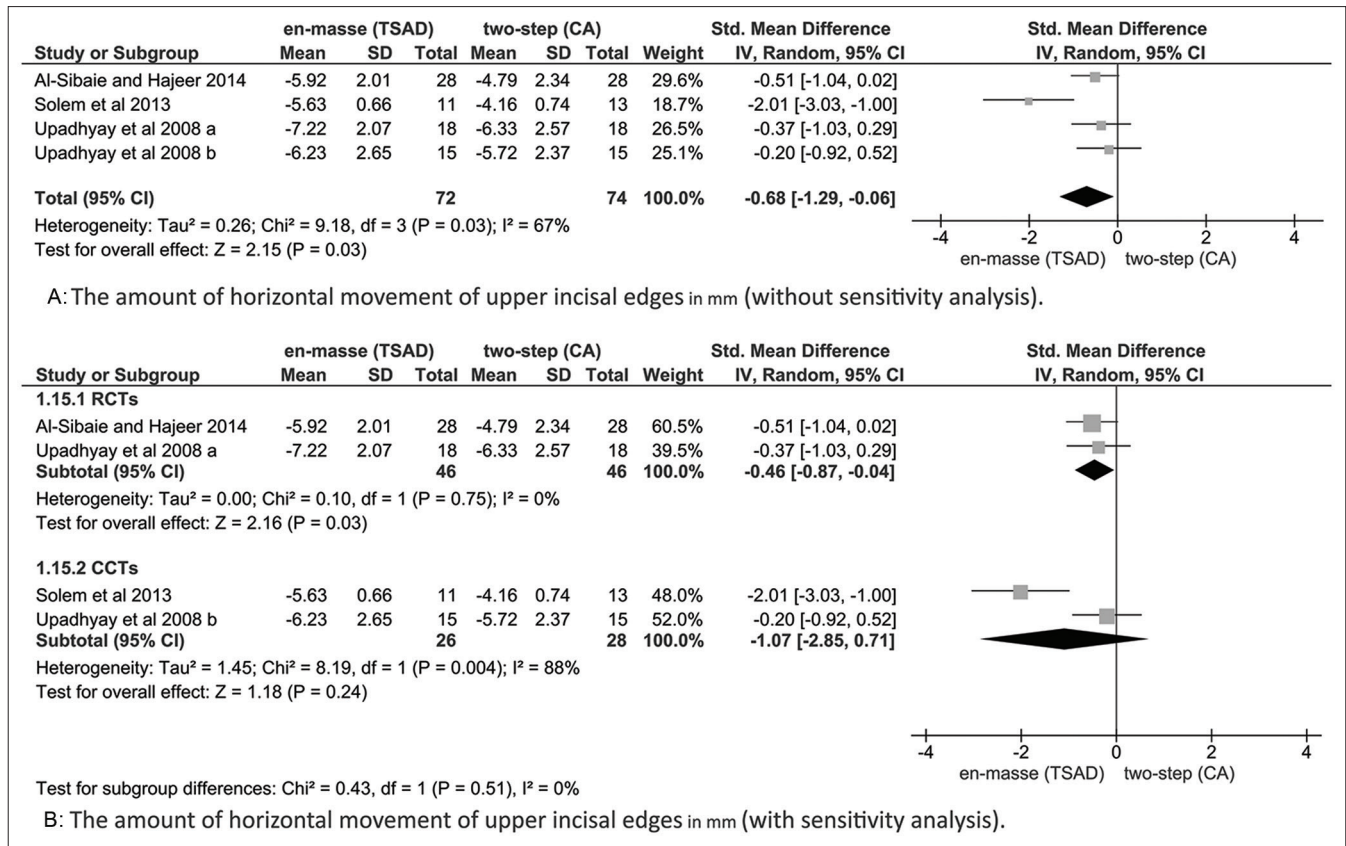 en-masse (TSAD) two-step (CA) Std. Mean Difference Std. Mean Difference
Study or Subgroup Mean SD Total Mean SD Total Weight IV, Random, 95% CI IV, Random, 95% CI
Al-Sibaie and Hajeer 2014 -5.92 2.01 28 -4.79 2.34 28 29.6% -0.51 [-1.04, 0.02]
Solem et al 2013 -5.63 0.66 11 -4.16 0.74 13 18.7% -2.01 [-3.03, -1.00]
Upadhyay et al 2008 a -7.22 2.07 18 -6.33 2.57 18 26.5% -0.37 [-1.03, 0.29]
Upadhyay et al 2008 b -6.23 2.65 15 -5.72 2.37 15 25.1% -0.20 [-0.92, 0.52]
Total (95% CI) 72 74 100.0% -0.68 [-1.29, -0.06]
Heterogeneity: Tau² = 0.26; Chi² = 9.18, df = 3 (P = 0.03); I² = 67%
Test for overall effect: Z = 2.15 (P = 0.03)
-4 -2 0 2 4
en-masse (TSAD) two-step (CA)
A: The amount of horizontal movement of upper incisal edges in mm (without sensitivity analysis).
en-masse (TSAD) two-step (CA) Std. Mean Difference Std. Mean Difference
Study or Subgroup Mean SD Total Mean SD Total Weight IV, Random, 95% CI IV, Random, 95% CI
1.15.1 RCTs
Al-Sibaie and Hajeer 2014 -5.92 2.01 28 -4.79 2.34 28 60.5% -0.51 [-1.04, 0.02]
Upadhyay et al 2008 a -7.22 2.07 18 -6.33 2.57 18 39.5% -0.37 [-1.03, 0.29]
Subtotal (95% CI) 46 46 100.0% -0.46 [-0.87, -0.04]
Heterogeneity: Tau² = 0.00; Chi² = 0.10, df = 1 (P = 0.75); I² = 0%
Test for overall effect: Z = 2.16 (P = 0.03)
1.15.2 CCTs
Solem et al 2013 -5.63 0.66 11 -4.16 0.74 13 48.0% -2.01 [-3.03, -1.00]
Upadhyay et al 2008 b -6.23 2.65 15 -5.72 2.37 15 52.0% -0.20 [-0.92, 0.52]
Subtotal (95% CI) 26 28 100.0% -1.07 [-2.85, 0.71]
Heterogeneity: Tau² = 1.45; Chi² = 8.19, df = 1 (P = 0.004); I² = 88%
Test for overall effect: Z = 1.18 (P = 0.24)
-4 -2 0 2 4
en-masse (TSAD) two-step (CA)
Test for subgroup differences: Chi² = 0.43, df = 1 (P = 0.51), I² = 0%
B: The amount of horizontal movement of upper incisal edges in mm (with sensitivity analysis).